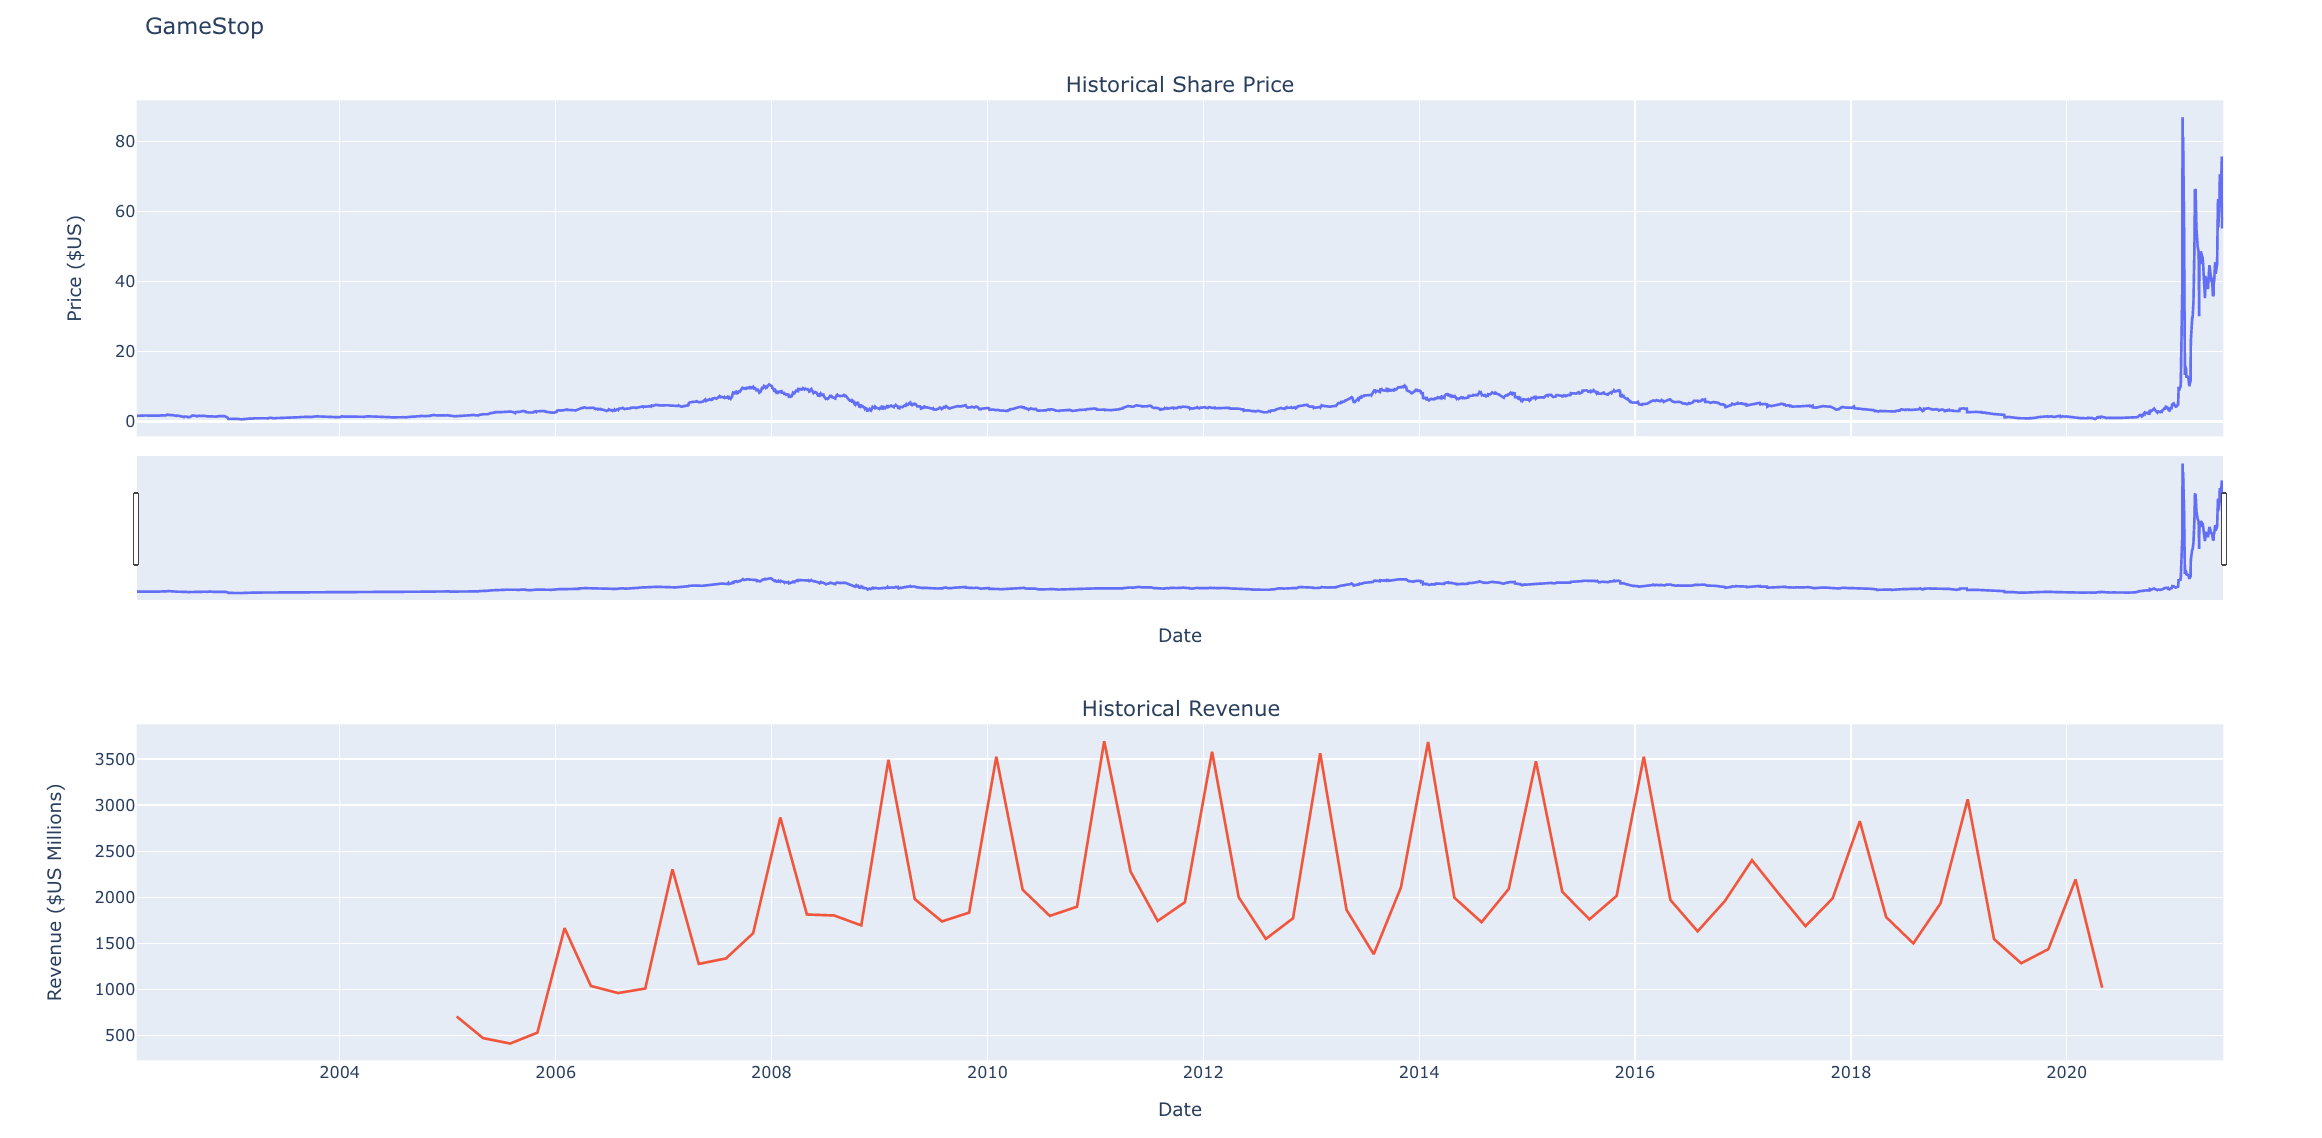 GameStop
Historical Share Price
Price ($US)
80
60
40
20
0
Date
Historical Revenue
Revenue ($US Millions)
3500
3000
2500
2000
1500
1000
500
2004 2006 2008 2010 2012 2014 2016 2018 2020
Date